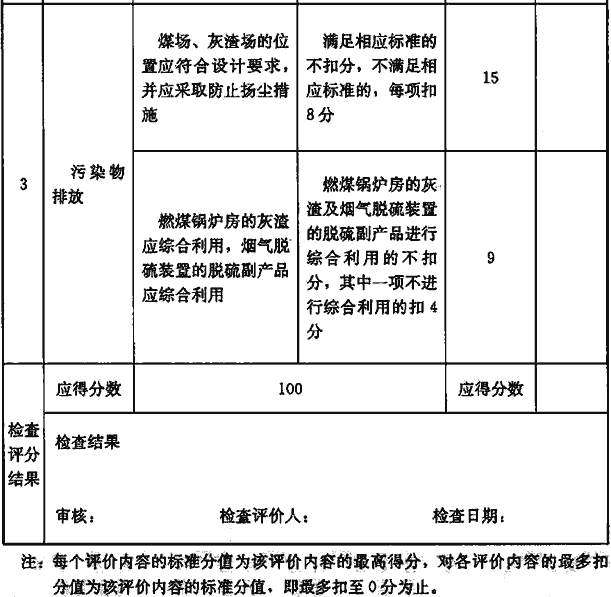 3
污染物
排放
煤场、灰渣场的位
置应符合设计要求，
并应采取防止扬尘措
施
满足相应标准的
不扣分，不满足相
应标准的，每项扣
8分
15
燃煤锅炉房的灰渣
应综合利用，烟气脱
硫装置的脱硫副产品
应综合利用
燃煤锅炉房的灰
渣及烟气脱硫装置
的脱硫副产品进行
综合利用的不扣
分，其中一项不进
行综合利用的扣4
分
9
检查
评分
结果
应得分数
100
应得分数
检查结果
审核：
检查评价人：
检查日期：
注：每个评价内容的标准分值为该评价内容的最高得分，对各评价内容的最多扣
分值为该评价内容的标准分值，即最多扣至0分为止。